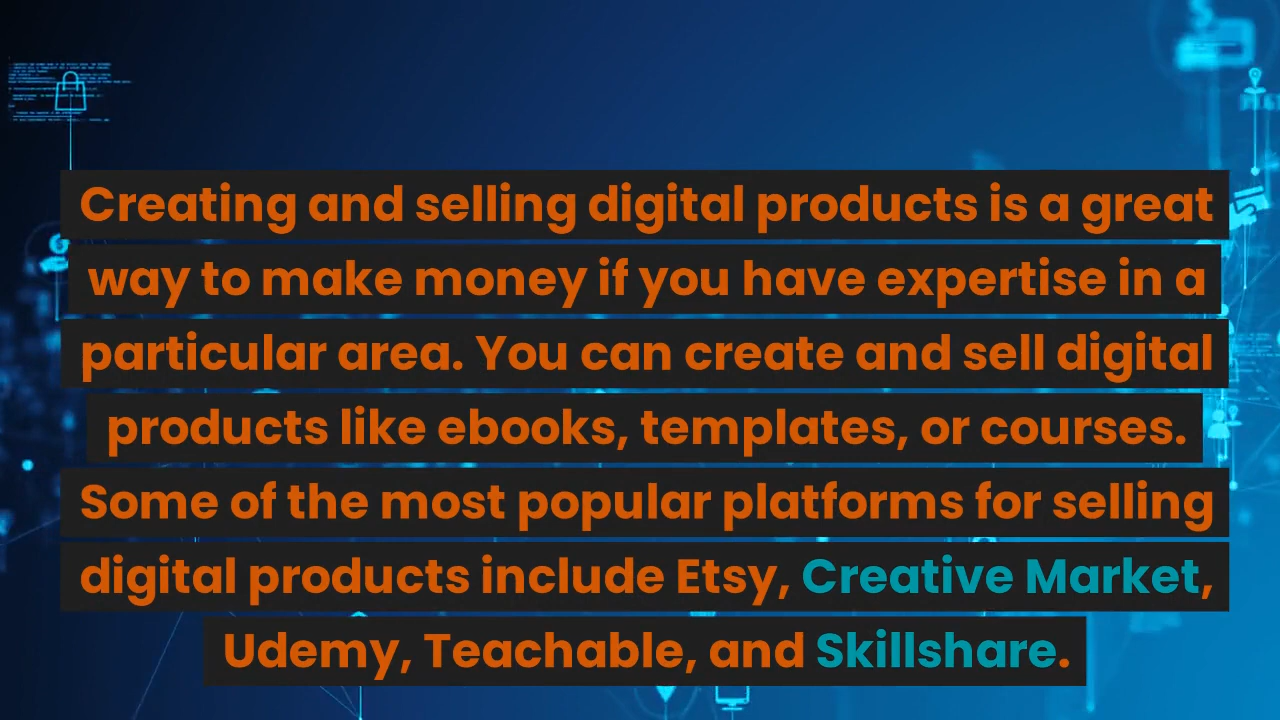 Creating and selling digital products is a great
way to make money if you have expertise in a
particular area. You can create and sell digital
products like ebooks, templates, or courses.
Some of the most popular platforms for selling
digital products include Etsy, Creative Market,
Udemy, Teachable, and Skillshare.